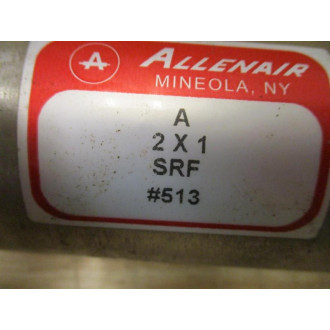 A ALLENAIR
MINEOLA, NY
A
2 X 1
SRF
#513